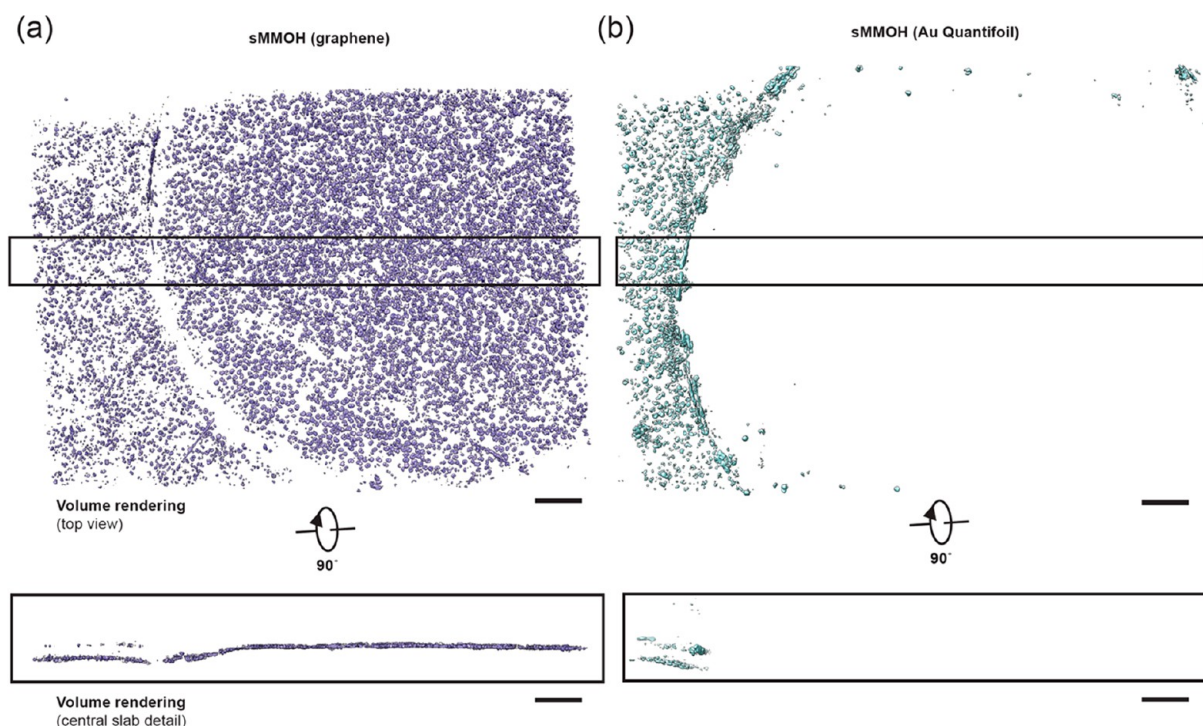 (a)
sMMOH (graphene)
(b)
sMMOH (Au Quantifoil)
Volume rendering
(top view)
90°
90°
Volume rendering
(central slab detail)